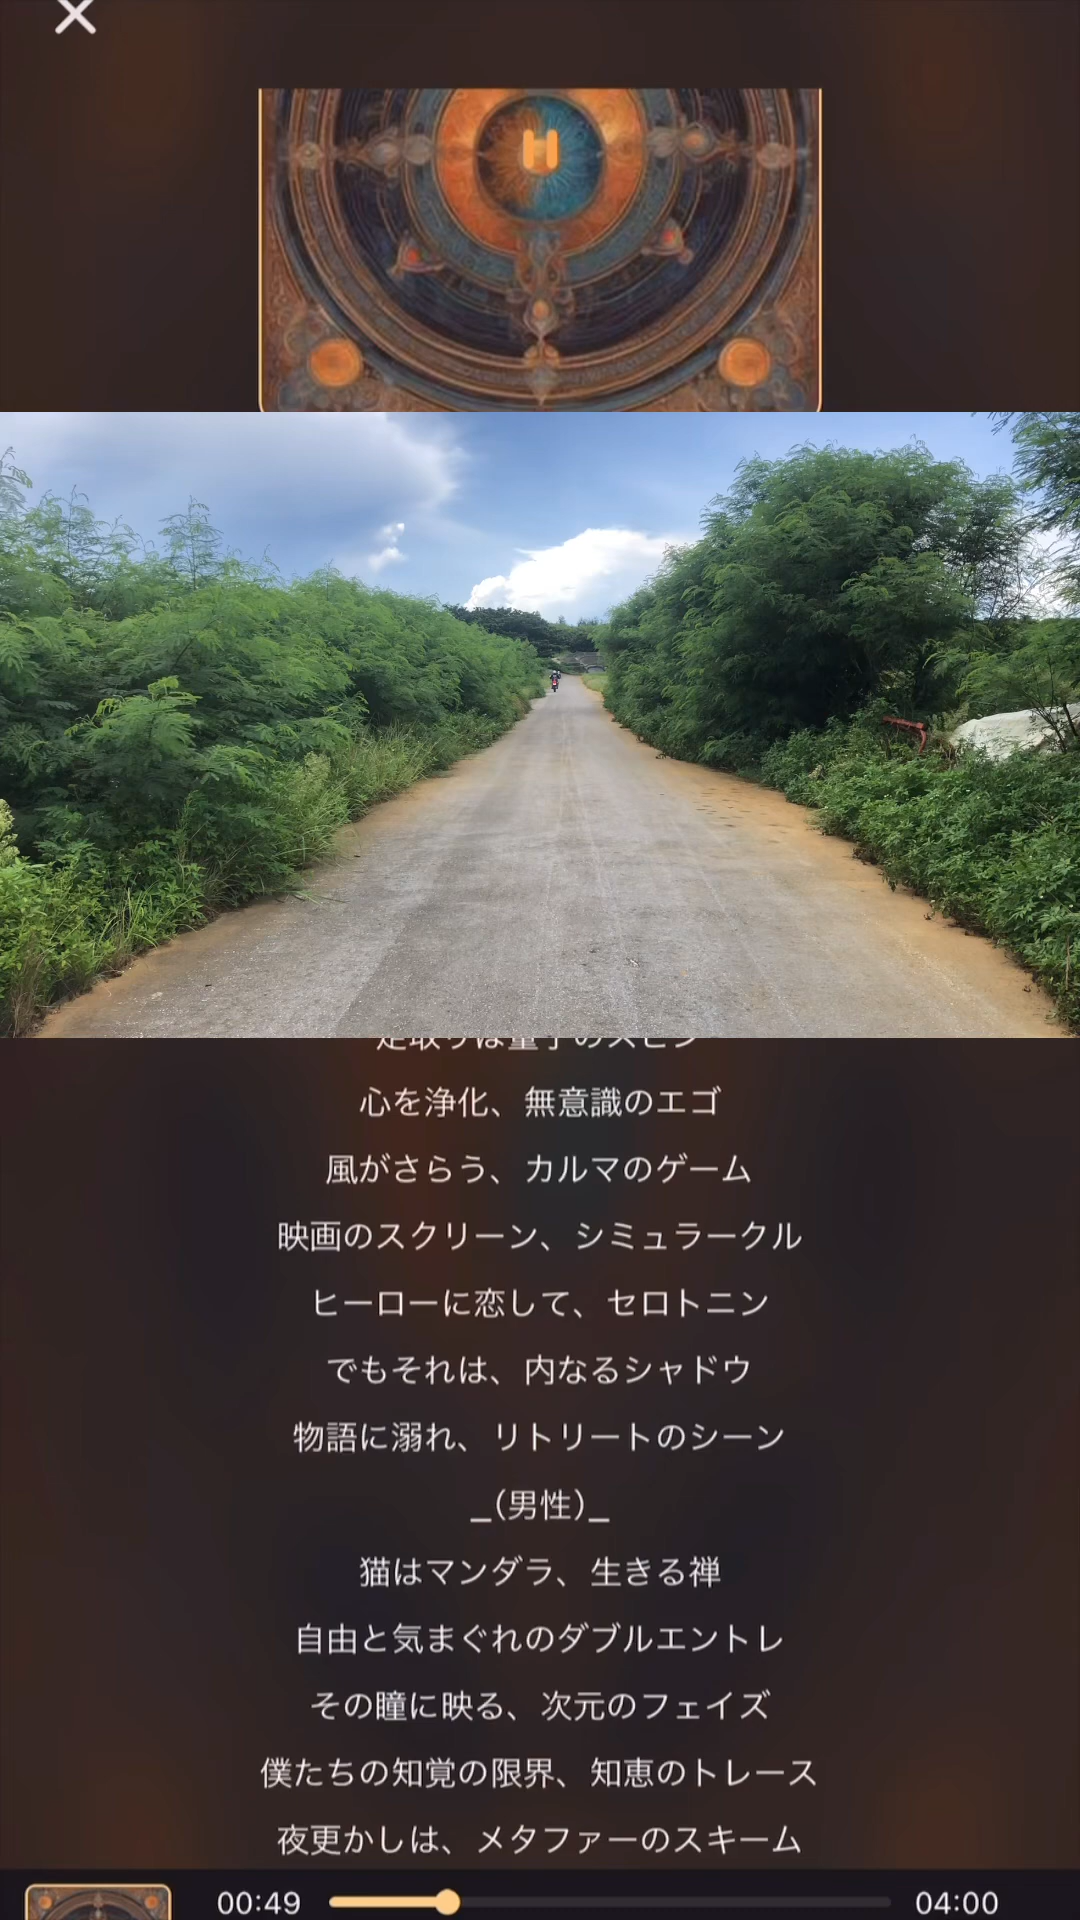 心を浄化、無意識のエゴ
風がさらう、カルマのゲーム
映画のスクリーン、シミュラークル
ヒーローに恋して、セロトニン
でもそれは、内なるシャドウ
物語に溺れ、リトリートのシーン
_（男性）_
猫はマンダラ、生きる禅
自由と気まぐれのダブルエントレ
その瞳に映る、次元のフェイズ
僕たちの知覚の限界、知恵のトレース
夜更かしは、メタファーのスキーム
00:49 04:00